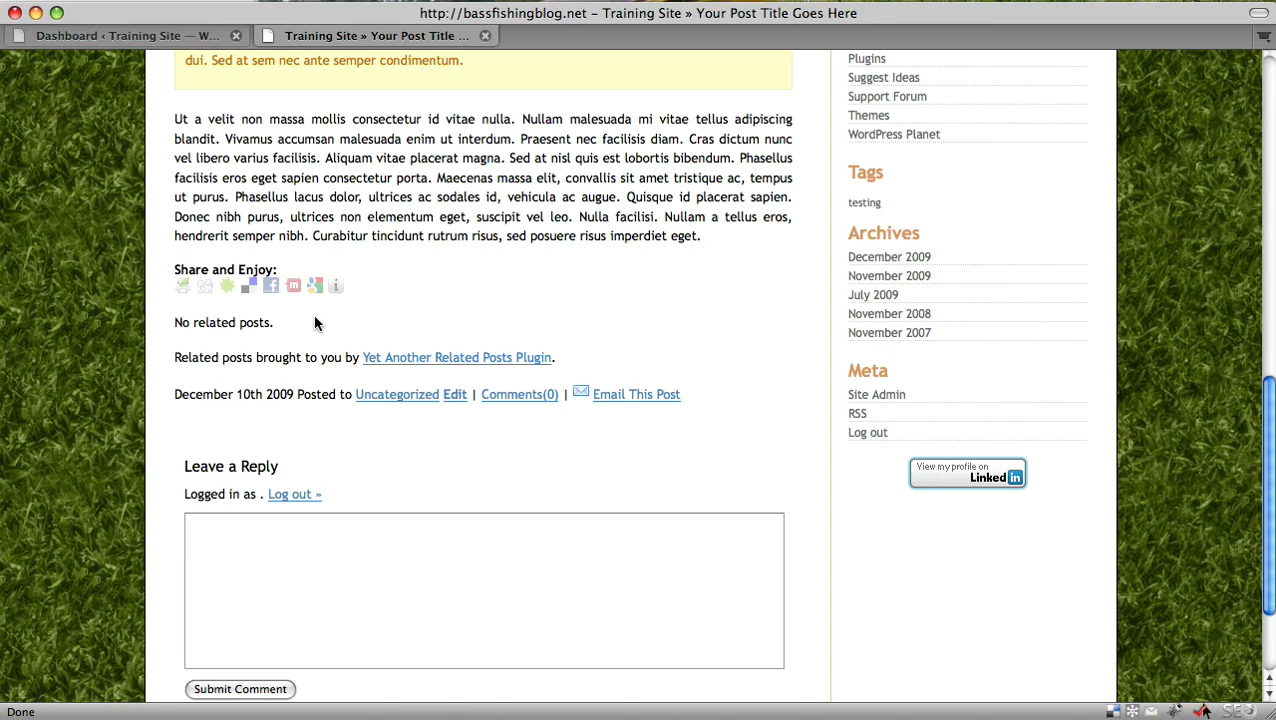 http://bassfishingblog.net – Training Site » Your Post Title Goes Here
Dashboard ‹ Training Site — W...
Training Site » Your Post Title ...
dui. Sed at sem nec ante semper condimentum.
Ut a velit non massa mollis consectetur id vitae nulla. Nullam malesuada mi vitae tellus adipiscing
blandit. Vivamus accumsan malesuada enim ut interdum. Praesent nec facilisis diam. Cras dictum nunc
vel libero varius facilisis. Aliquam vitae placerat magna. Sed at nisl quis est lobortis bibendum. Phasellus
facilisis eros eget sapien consectetur porta. Maecenas massa elit, convallis sit amet tristique ac, tempus
ut purus. Phasellus lacus dolor, ultrices ac sodales id, vehicula ac augue. Quisque id placerat sapien.
Donec nibh purus, ultrices non elementum eget, suscipit vel leo. Nulla facilisi. Nullam a tellus eros,
hendrerit semper nibh. Curabitur tincidunt rutrum risus, sed posuere risus imperdiet eget.
Share and Enjoy:
No related posts.
Related posts brought to you by Yet Another Related Posts Plugin.
December 10th 2009 Posted to Uncategorized Edit | Comments(0) | Email This Post
Leave a Reply
Logged in as . Log out »
Submit Comment
Plugins
Suggest Ideas
Support Forum
Themes
WordPress Planet
Tags
testing
Archives
December 2009
November 2009
July 2009
November 2008
November 2007
Meta
Site Admin
RSS
Log out
View my profile on
Linked in
Done
SEO